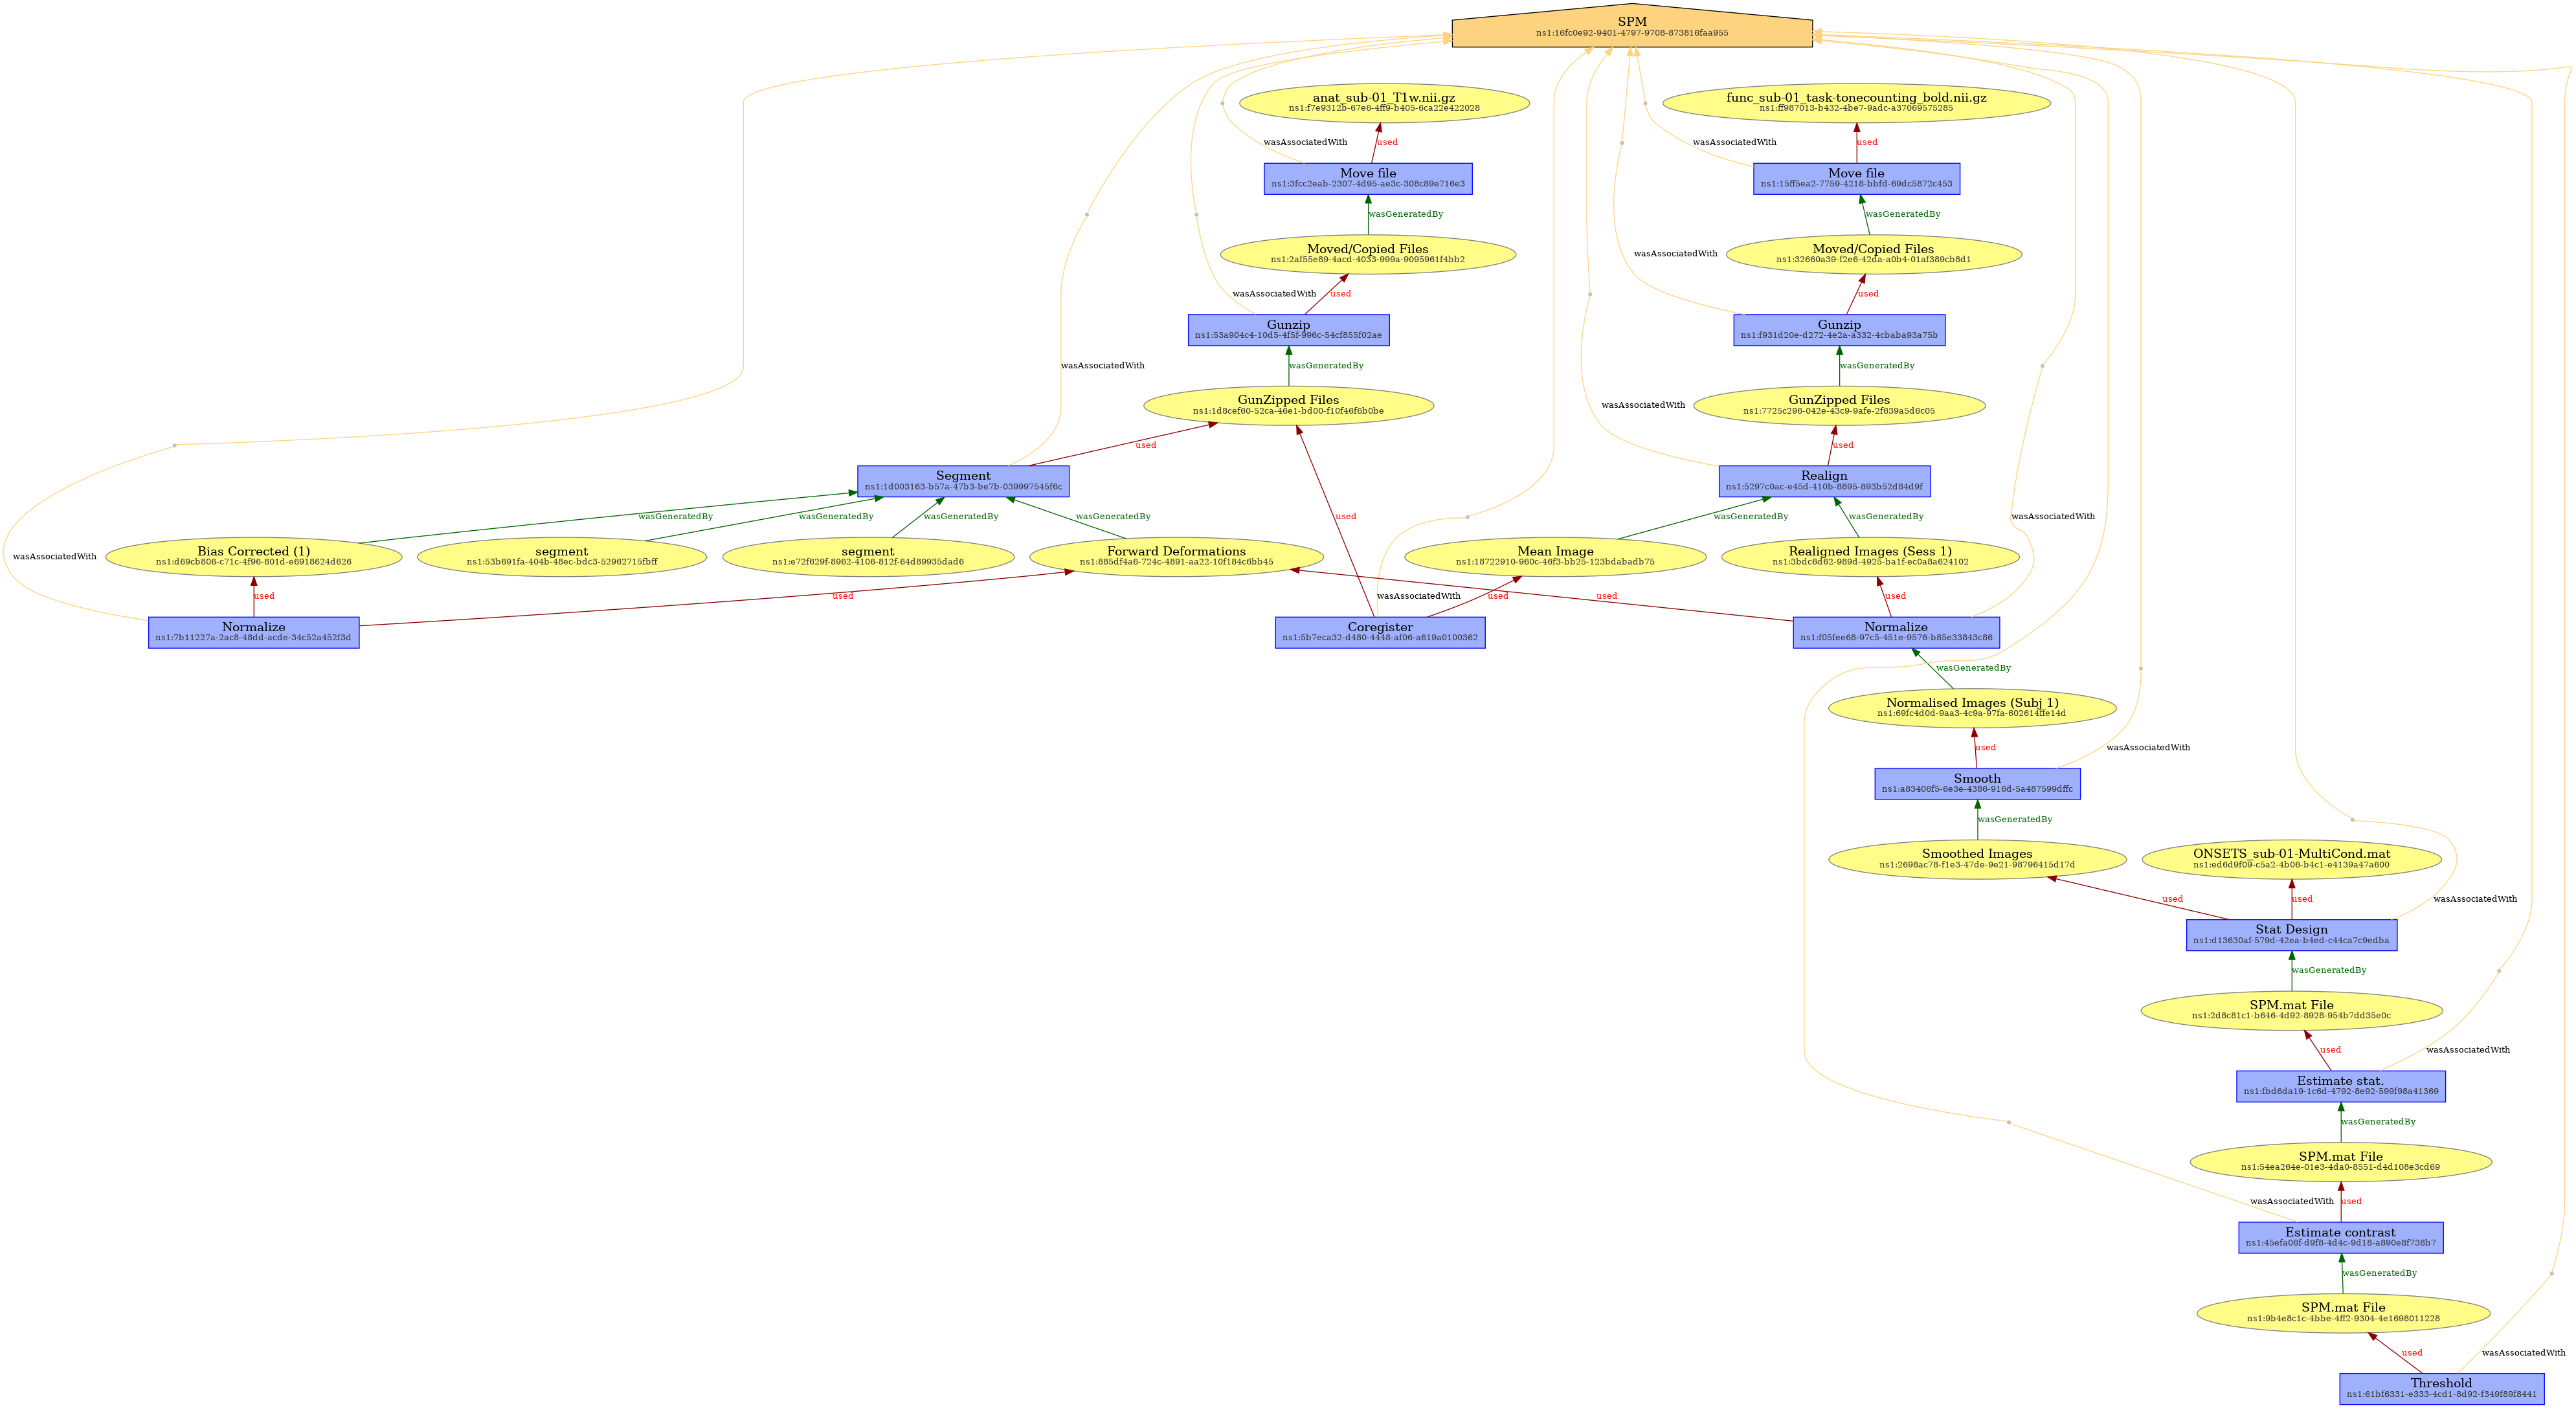 SPM
ns1:16fc0e92-9401-4797-9708-873816faa955
anat_sub-01_T1w.nii.gz
ns1:f7e9312b-67e6-4ff9-b405-6ca22e422028
func_sub-01_task-tonecounting_bold.nii.gz
ns1:ff987013-b432-4be7-9adc-a37069575285
wasAssociatedWith
used
wasAssociatedWith
used
Move file
ns1:3fcc2eab-2307-4d95-ae3c-308c89e716e3
Move file
ns1:15ff5ea2-7759-4218-bbfd-69dc5872c453
wasGeneratedBy
wasGeneratedBy
Moved/Copied Files
ns1:2af55e89-4acd-4033-999a-9095961f4bb2
wasAssociatedWith
Moved/Copied Files
ns1:32660a39-f2e6-42da-a0b4-01af389cb8d1
wasAssociatedWith
used
used
Gunzip
ns1:53a904c4-10d5-4f5f-996c-54cf855f02ae
Gunzip
ns1:f931d20e-d272-4e2a-a332-4cbaba93a75b
wasAssociatedWith
wasGeneratedBy
wasGeneratedBy
GunZipped Files
ns1:1d8cef60-52ca-46e1-bd00-f10f46f6b0be
wasAssociatedWith
GunZipped Files
ns1:7725c296-042e-43c9-9afe-2f639a5d6c05
used
used
Segment
ns1:1d003163-b57a-47b3-be7b-039997545f6c
Realign
ns1:5297c0ac-e45d-410b-8895-893b52d84d9f
wasGeneratedBy
wasGeneratedBy
wasGeneratedBy
wasGeneratedBy
used
wasGeneratedBy
wasGeneratedBy
wasAssociatedWith
wasAssociatedWith
Bias Corrected (1)
ns1:d69cb806-c71c-4f96-801d-e6918624d626
segment
ns1:53b691fa-404b-48ec-bdc3-52962715fbff
segment
ns1:e72f629f-8962-4106-812f-64d89935dad6
Forward Deformations
ns1:885df4a6-724c-4891-aa22-10f184c6bb45
Mean Image
ns1:18722910-960c-46f3-bb25-123bdabadb75
Realigned Images (Sess 1)
ns1:3bdc6d62-989d-4925-ba1f-ec0a8a624102
used
used
wasAssociatedWith
used
used
used
Normalize
ns1:7b11227a-2ac8-48dd-acde-34c52a452f3d
Coregister
ns1:5b7eca32-d480-4448-af06-a619a0100362
Normalize
ns1:f05fee68-97c5-451e-9576-b85e33843c86
wasGeneratedBy
Normalised Images (Subj 1)
ns1:69fc4d0d-9aa3-4c9a-97fa-602614ffe14d
used
wasAssociatedWith
Smooth
ns1:a83406f5-6e3e-4386-916d-5a487599dffc
wasGeneratedBy
Smoothed Images
ns1:2698ac78-f1e3-47de-9e21-98796415d17d
ONSETS_sub-01-MultiCond.mat
ns1:ed6d9f09-c5a2-4b06-b4c1-e4139a47a600
used
used
wasAssociatedWith
Stat Design
ns1:d13630af-579d-42ea-b4ed-c44ca7c9edba
wasGeneratedBy
SPM.mat File
ns1:2d8c81c1-b646-4d92-8928-954b7dd35e0c
used
wasAssociatedWith
Estimate stat.
ns1:fbd6da19-1c6d-4792-8e92-599f98a41369
wasGeneratedBy
SPM.mat File
ns1:54ea264e-01e3-4da0-8551-d4d108e3cd69
wasAssociatedWith
used
Estimate contrast
ns1:45efa06f-d9f8-4d4c-9d18-a890e8f738b7
wasGeneratedBy
SPM.mat File
ns1:9b4e8c1c-4bbe-4ff2-9304-4e1698011228
used
wasAssociatedWith
Threshold
ns1:61bf6331-e333-4cd1-8d92-f349f89f8441